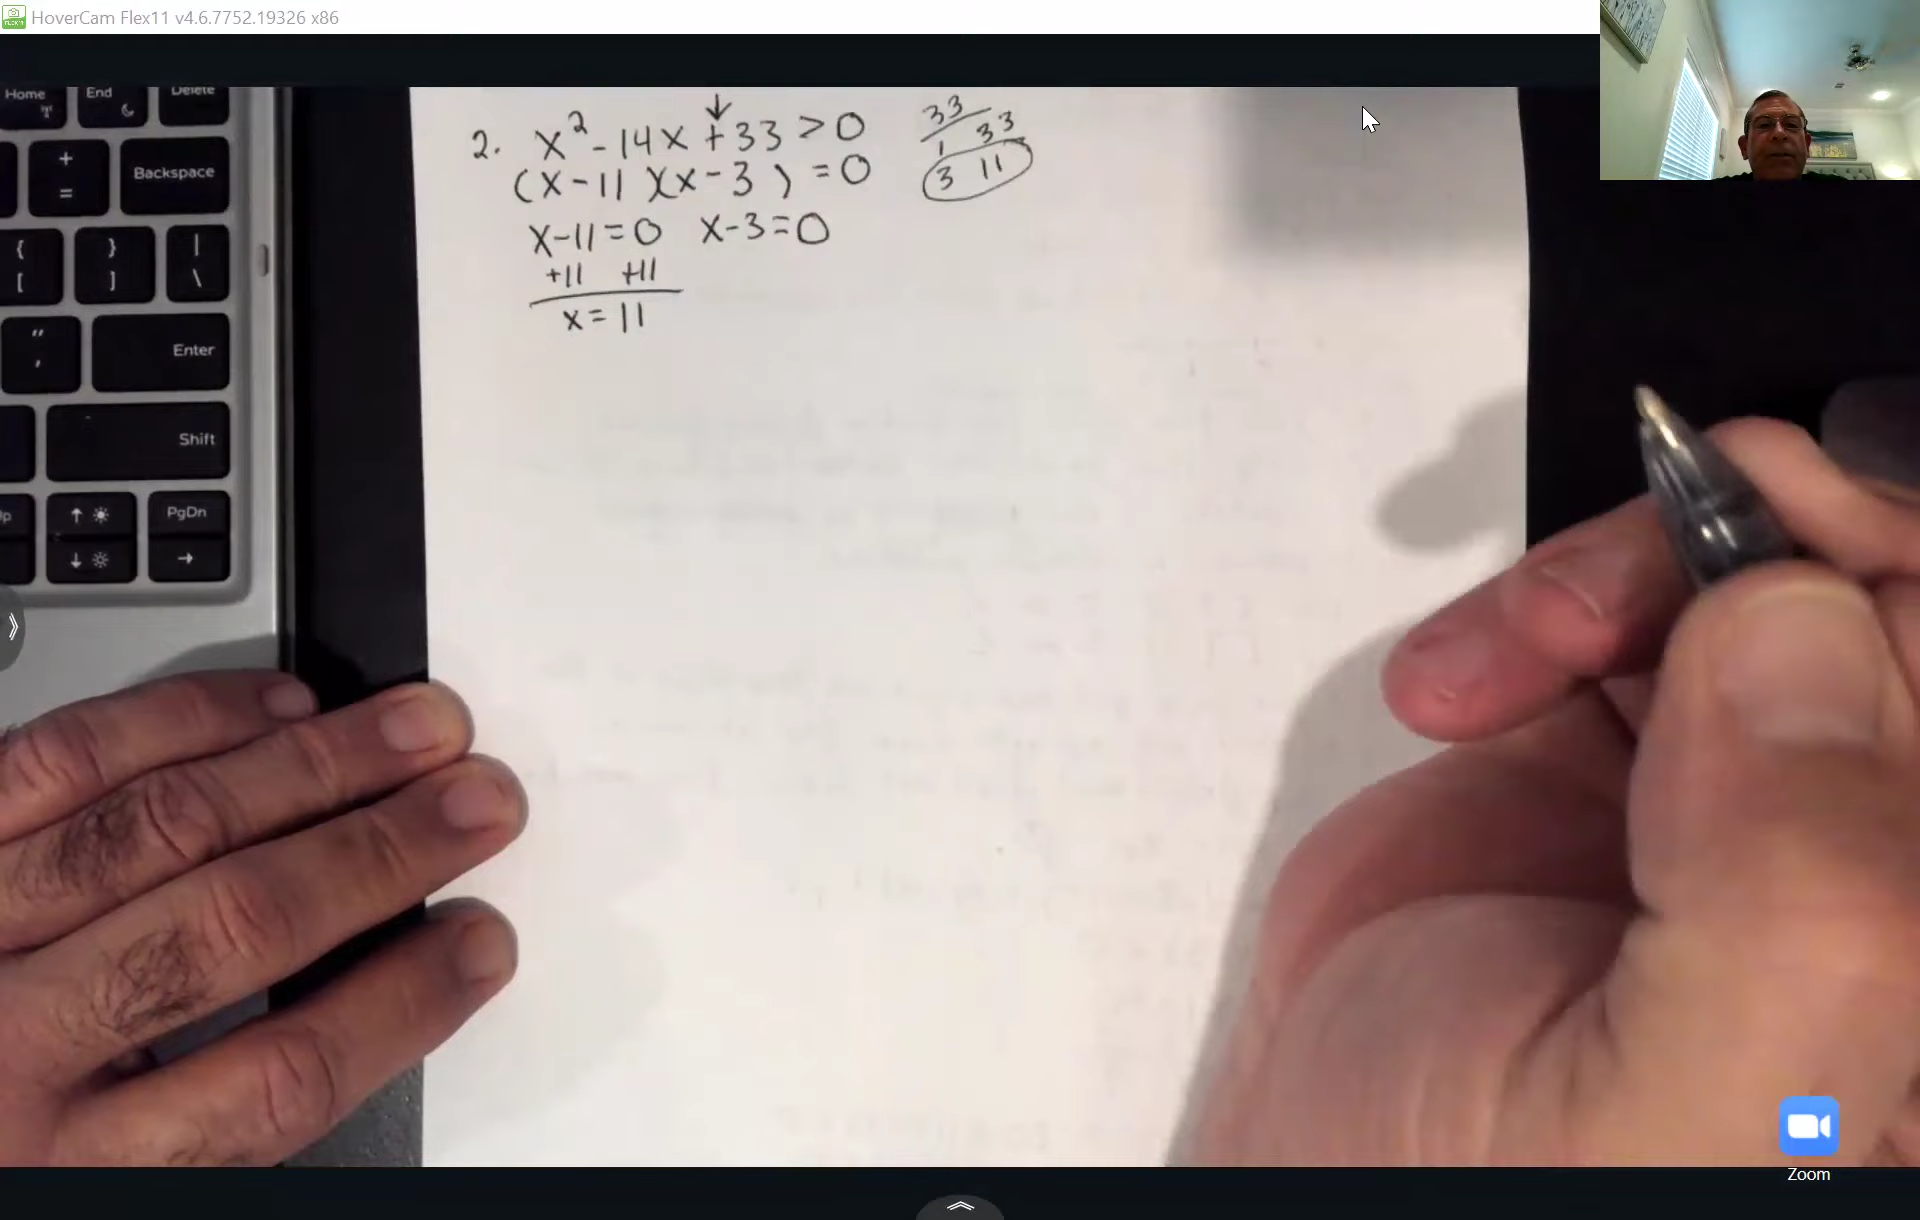 HoverCam Flex11 v4.6.7752.19326 x86
Home End Delete
+ = Backspace
{ [ } ] | \
" ' Enter
Shift
↑ PgDn
↓ →
2. x² - 14x + 33 > 0
(x - 11)(x - 3) = 0
x - 11 = 0 x - 3 = 0
+11 +11
x = 11
33
1 33
3 11
Zoom